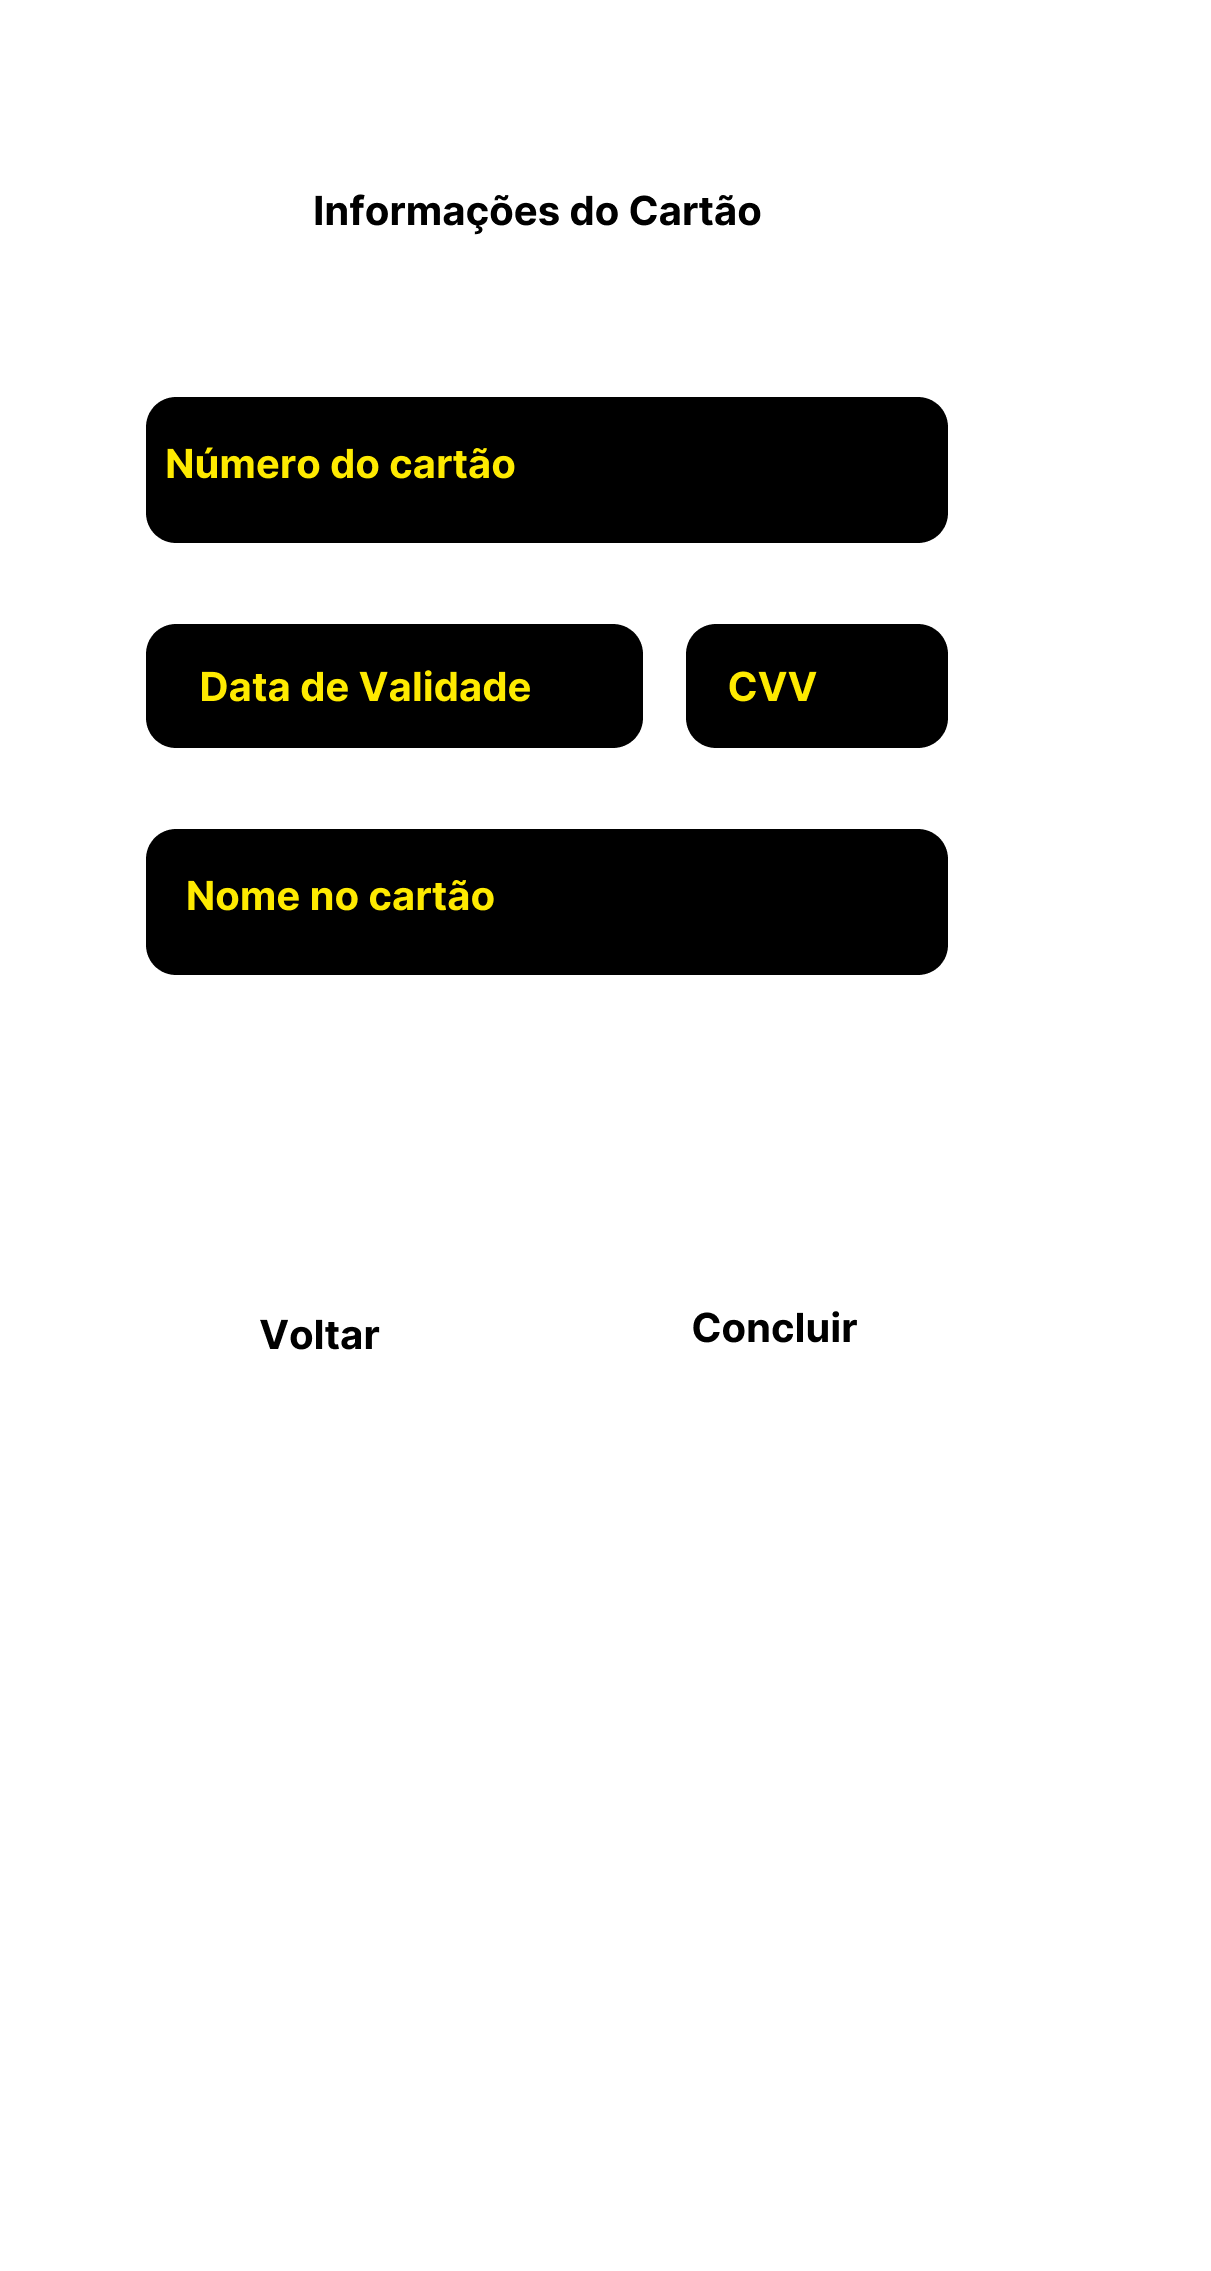 Informações do Cartão
Número do cartão
Data de Validade
CVV
Nome no cartão
Voltar
Concluir